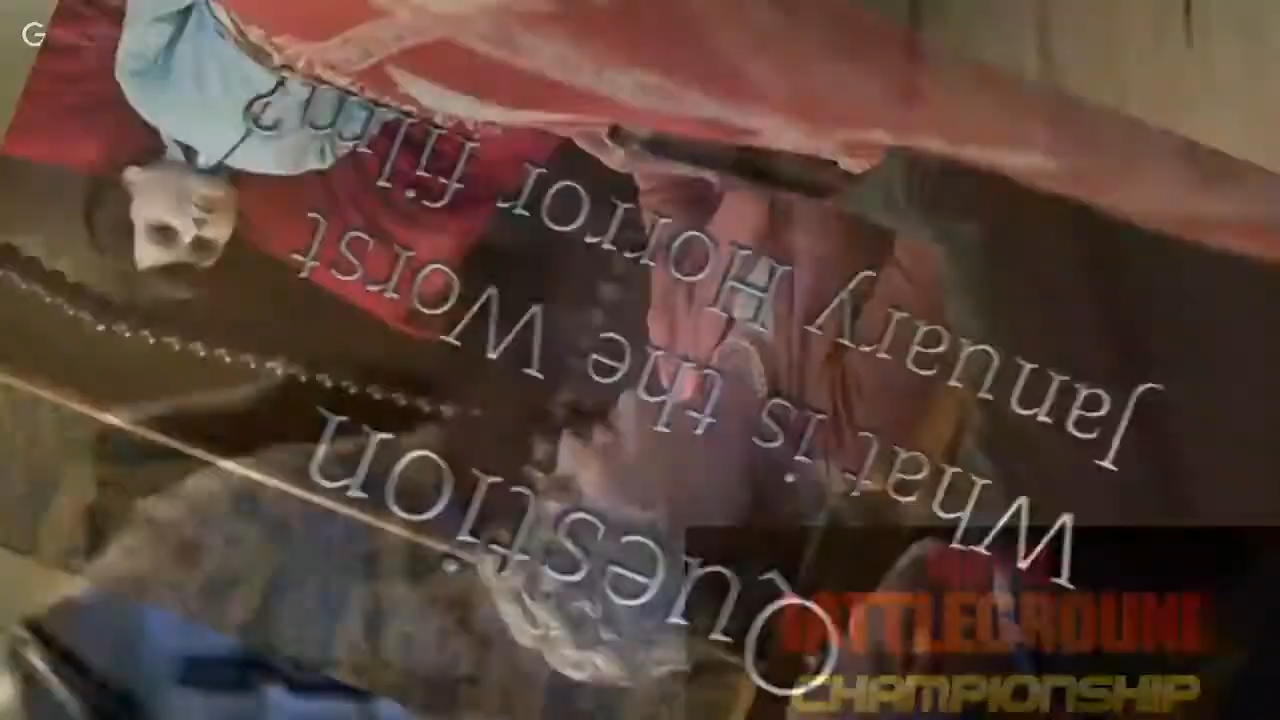 G
Question
What is the Worst
January Horror film?
BATTLEGROUND
CHAMPIONSHIP